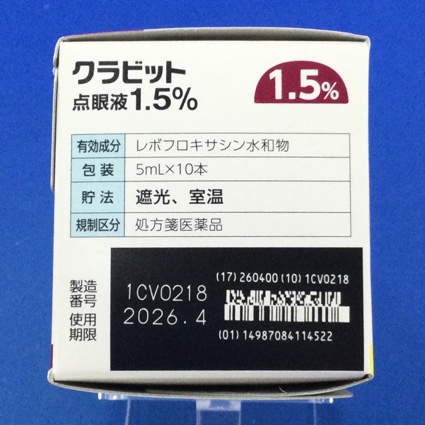 クラビット
点眼液1.5%
1.5%
有効成分 レボフロキサシン水和物
包装 5mL×10本
貯法 遮光、室温
規制区分 処方箋医薬品
(17)260400(10)1CV0218
製造番号 1CV0218
使用期限 2026.4
(01)14987084114522